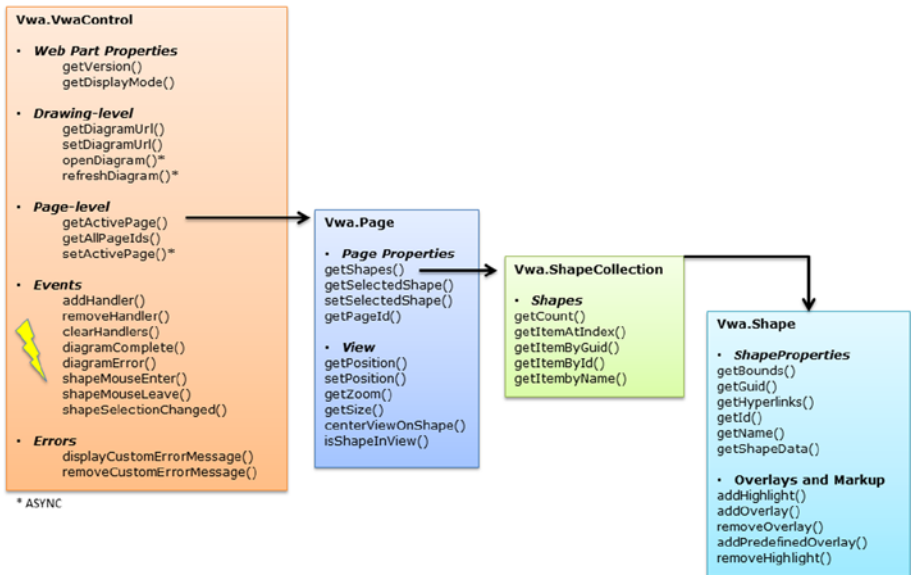 Vwa.VwaControl
• Web Part Properties
getVersion()
getDisplayMode()
• Drawing-level
getDiagramUrl()
setDiagramUrl()
openDiagram()*
refreshDiagram()*
• Page-level
getActivePage()
getAllPageIds()
setActivePage()*
• Events
addHandler()
removeHandler()
clearHandlers()
diagramComplete()
diagramError()
shapeMouseEnter()
shapeMouseLeave()
shapeSelectionChanged()
• Errors
displayCustomErrorMessage()
removeCustomErrorMessage()
* ASYNC
Vwa.Page
• Page Properties
getShapes()
getSelectedShape()
setSelectedShape()
getPageId()
• View
getPosition()
setPosition()
getZoom()
getSize()
centerViewOnShape()
isShapeInView()
Vwa.ShapeCollection
• Shapes
getCount()
getItemAtIndex()
getItemByGuid()
getItemById()
getItembyName()
Vwa.Shape
• ShapeProperties
getBounds()
getGuid()
getHyperlinks()
getId()
getName()
getShapeData()
• Overlays and Markup
addHighlight()
addOverlay()
removeOverlay()
addPredefinedOverlay()
removeHighlight()